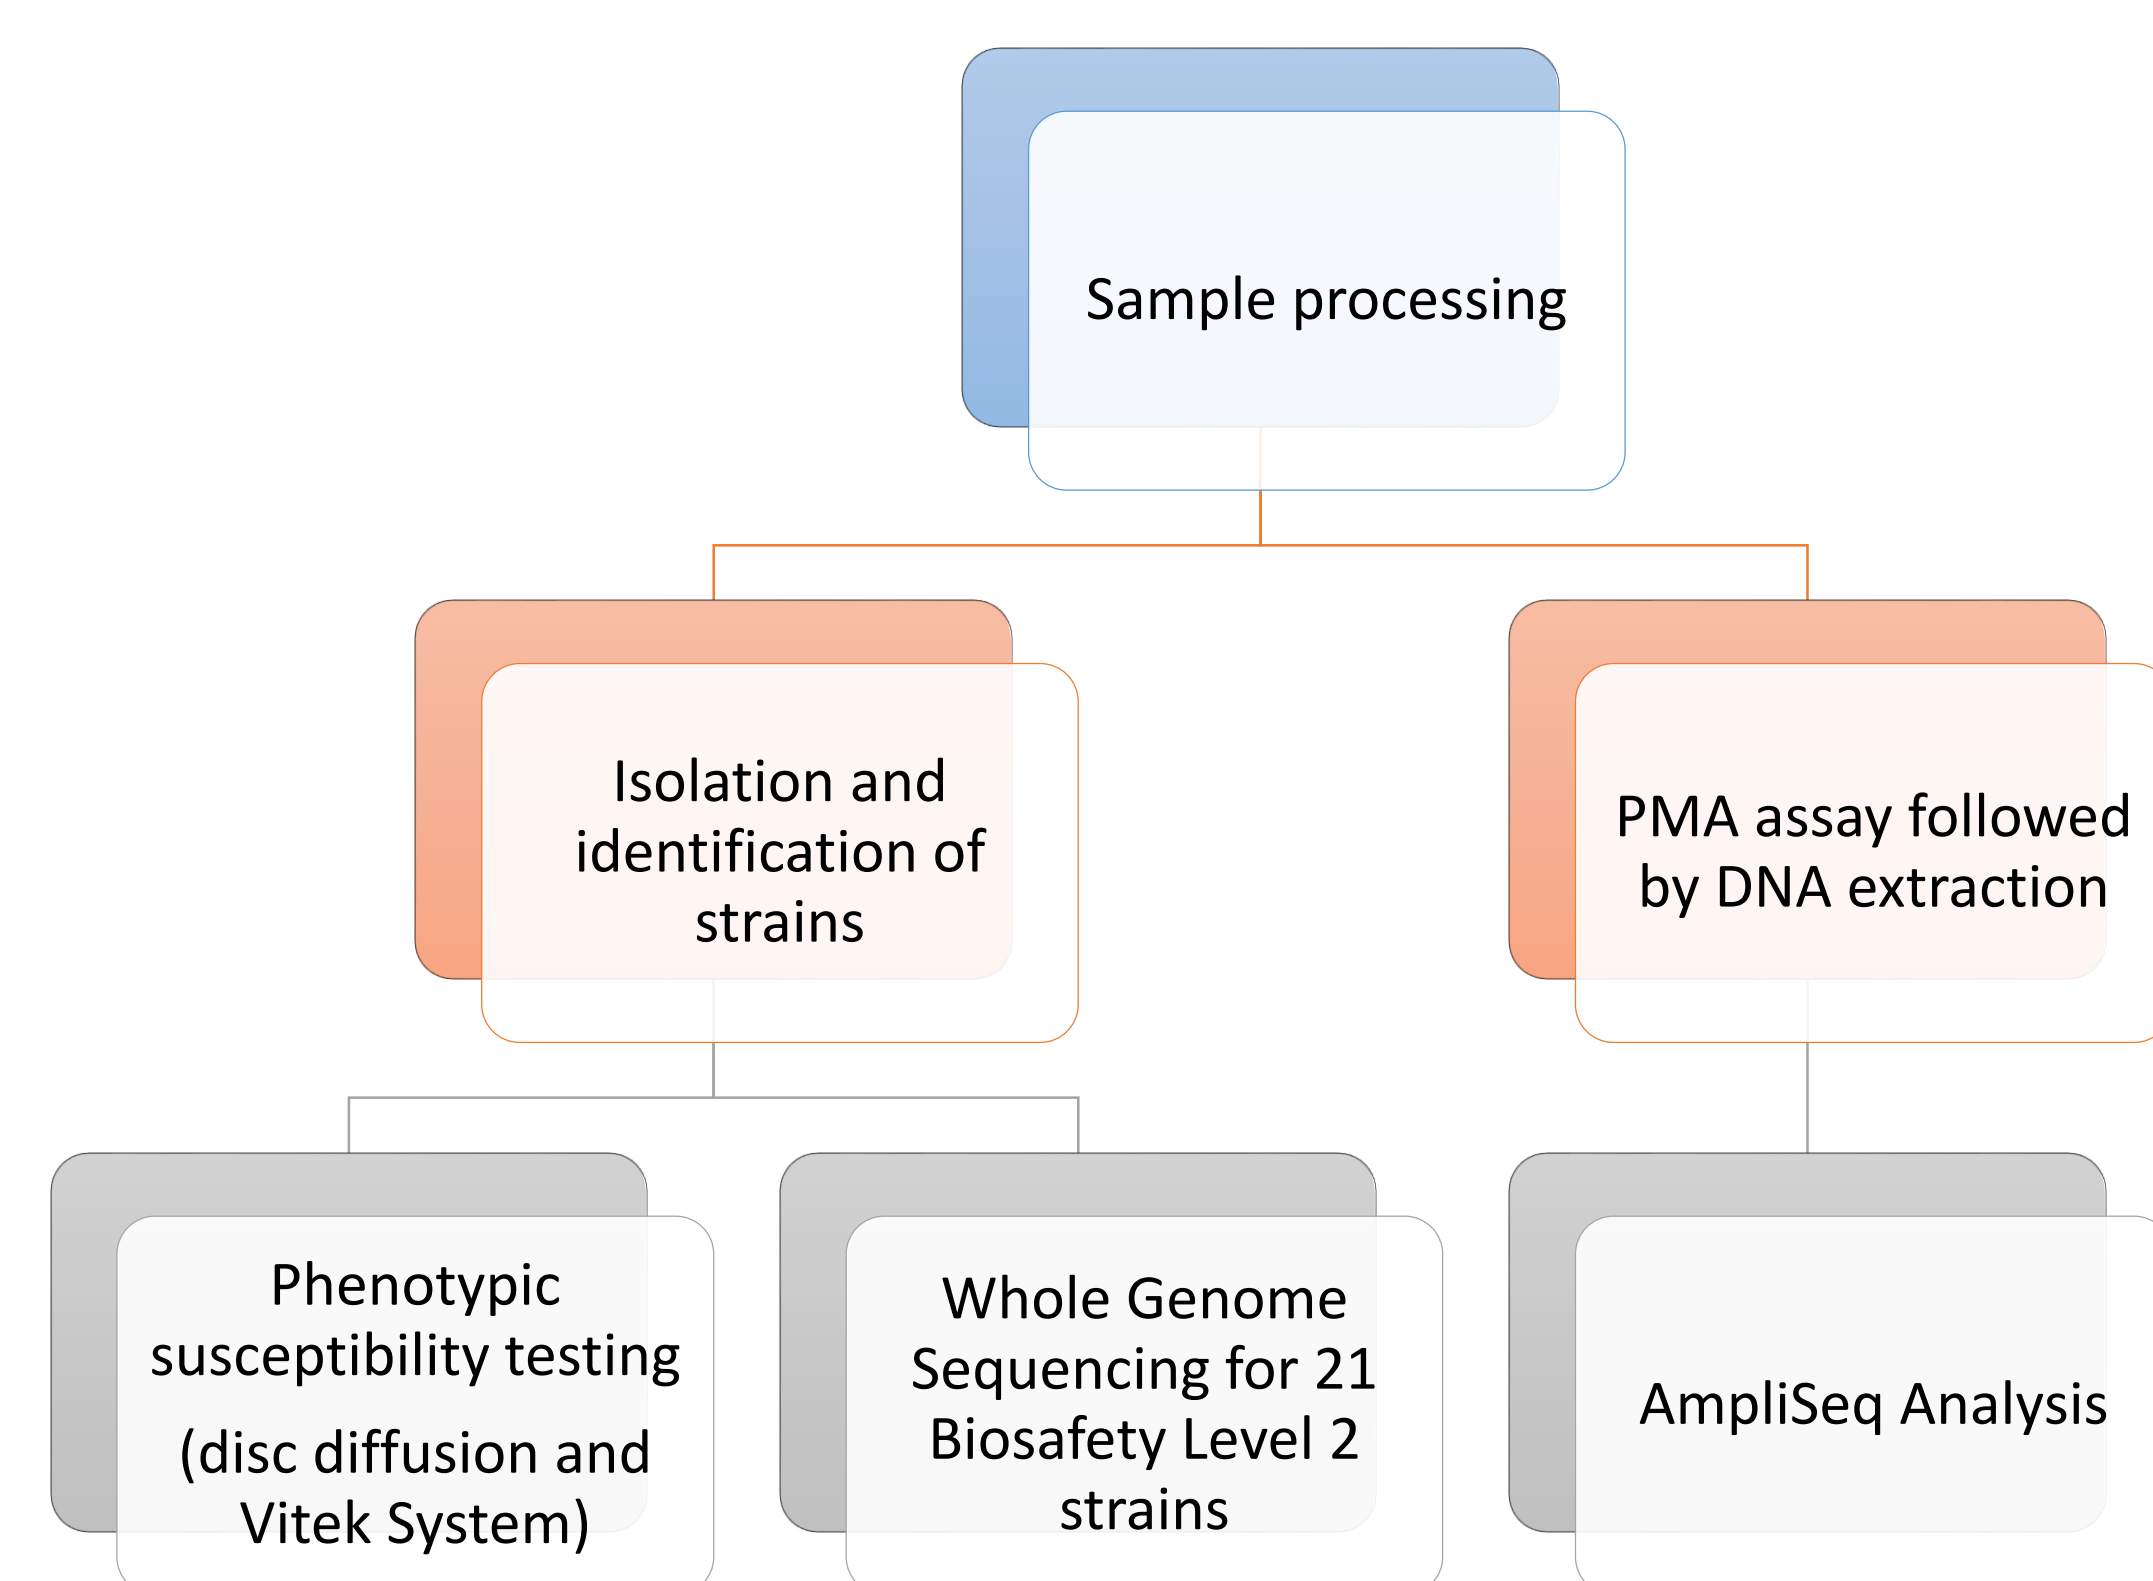 Sample processing
Isolation and
identification of
strains
PMA assay followed
by DNA extraction
Phenotypic
susceptibility testing
(disc diffusion and
Vitek System)
Whole Genome
Sequencing for 21
Biosafety Level 2
strains
AmpliSeq Analysis